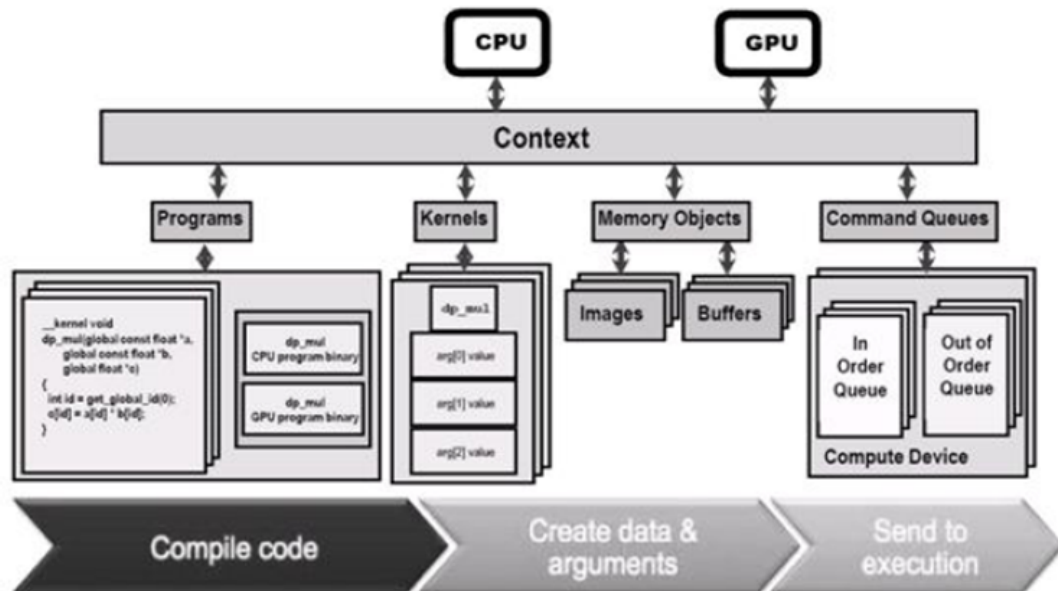 CPU
GPU
Context
Programs
Kernels
Memory Objects
Command Queues
__kernel void
dp_mul(global const float *a,
global const float *b,
global float *c)
{
int id = get_global_id(0);
c[id] = a[id] * b[id];
}
dp_mul
CPU program binary
dp_mul
GPU program binary
dp_mul
arg[0] value
arg[1] value
arg[2] value
Images
Buffers
In
Order
Queue
Out of
Order
Queue
Compute Device
Compile code
Create data &
arguments
Send to
execution